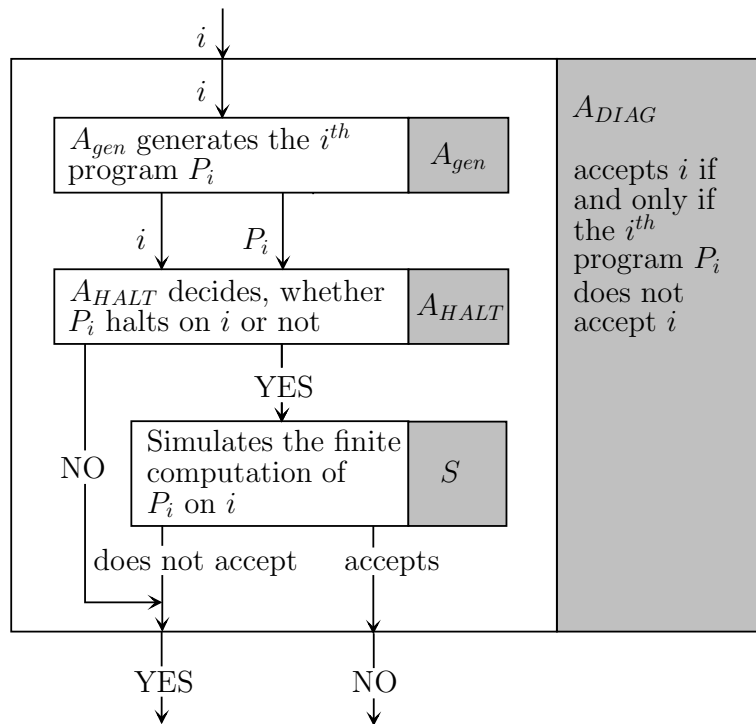 i
i
A_gen generates the i^th
program P_i
A_gen
i
P_i
A_HALT decides, whether
P_i halts on i or not
A_HALT
YES
NO
Simulates the finite
computation of
P_i on i
S
does not accept
accepts
YES
NO
A_DIAG
accepts i if
and only if
the i^th
program P_i
does not
accept i